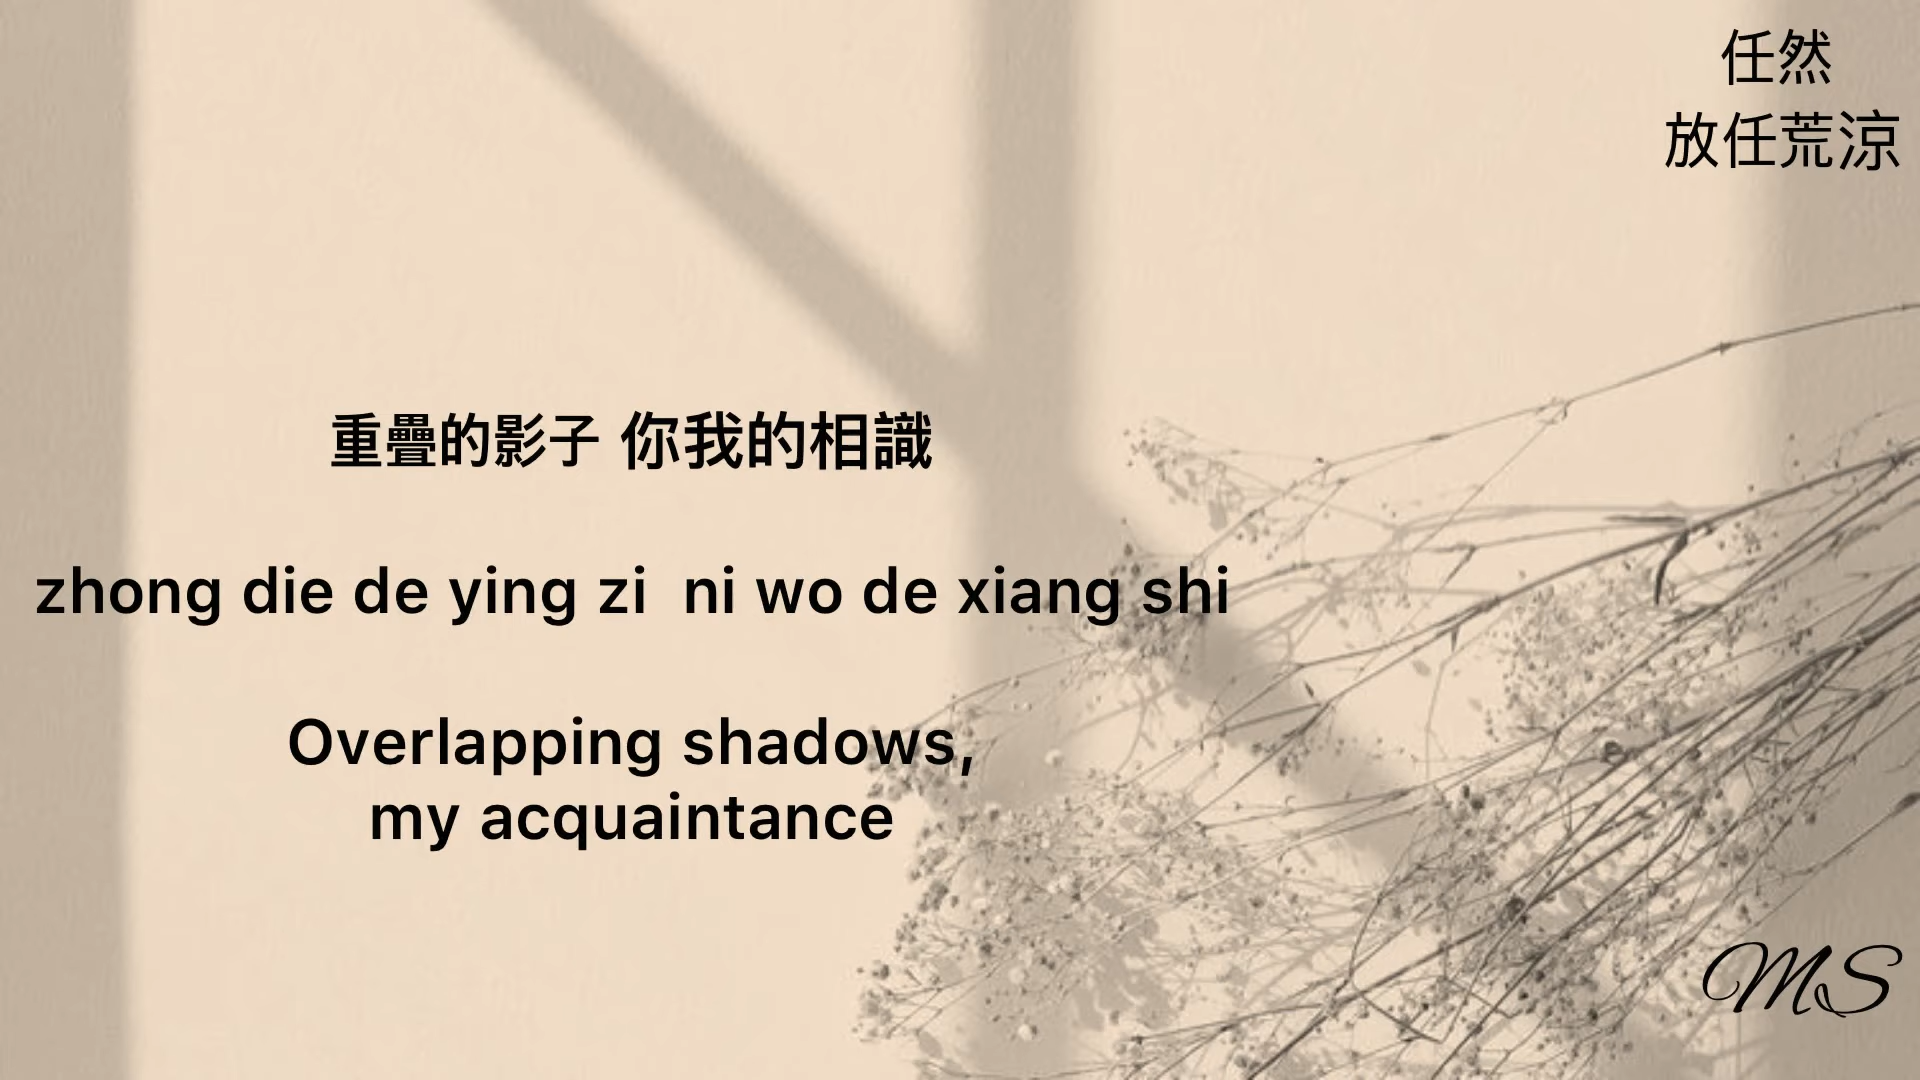 任然
放任荒涼
重疊的影子 你我的相識
zhong die de ying zi  ni wo de xiang shi
Overlapping shadows,
my acquaintance
MS